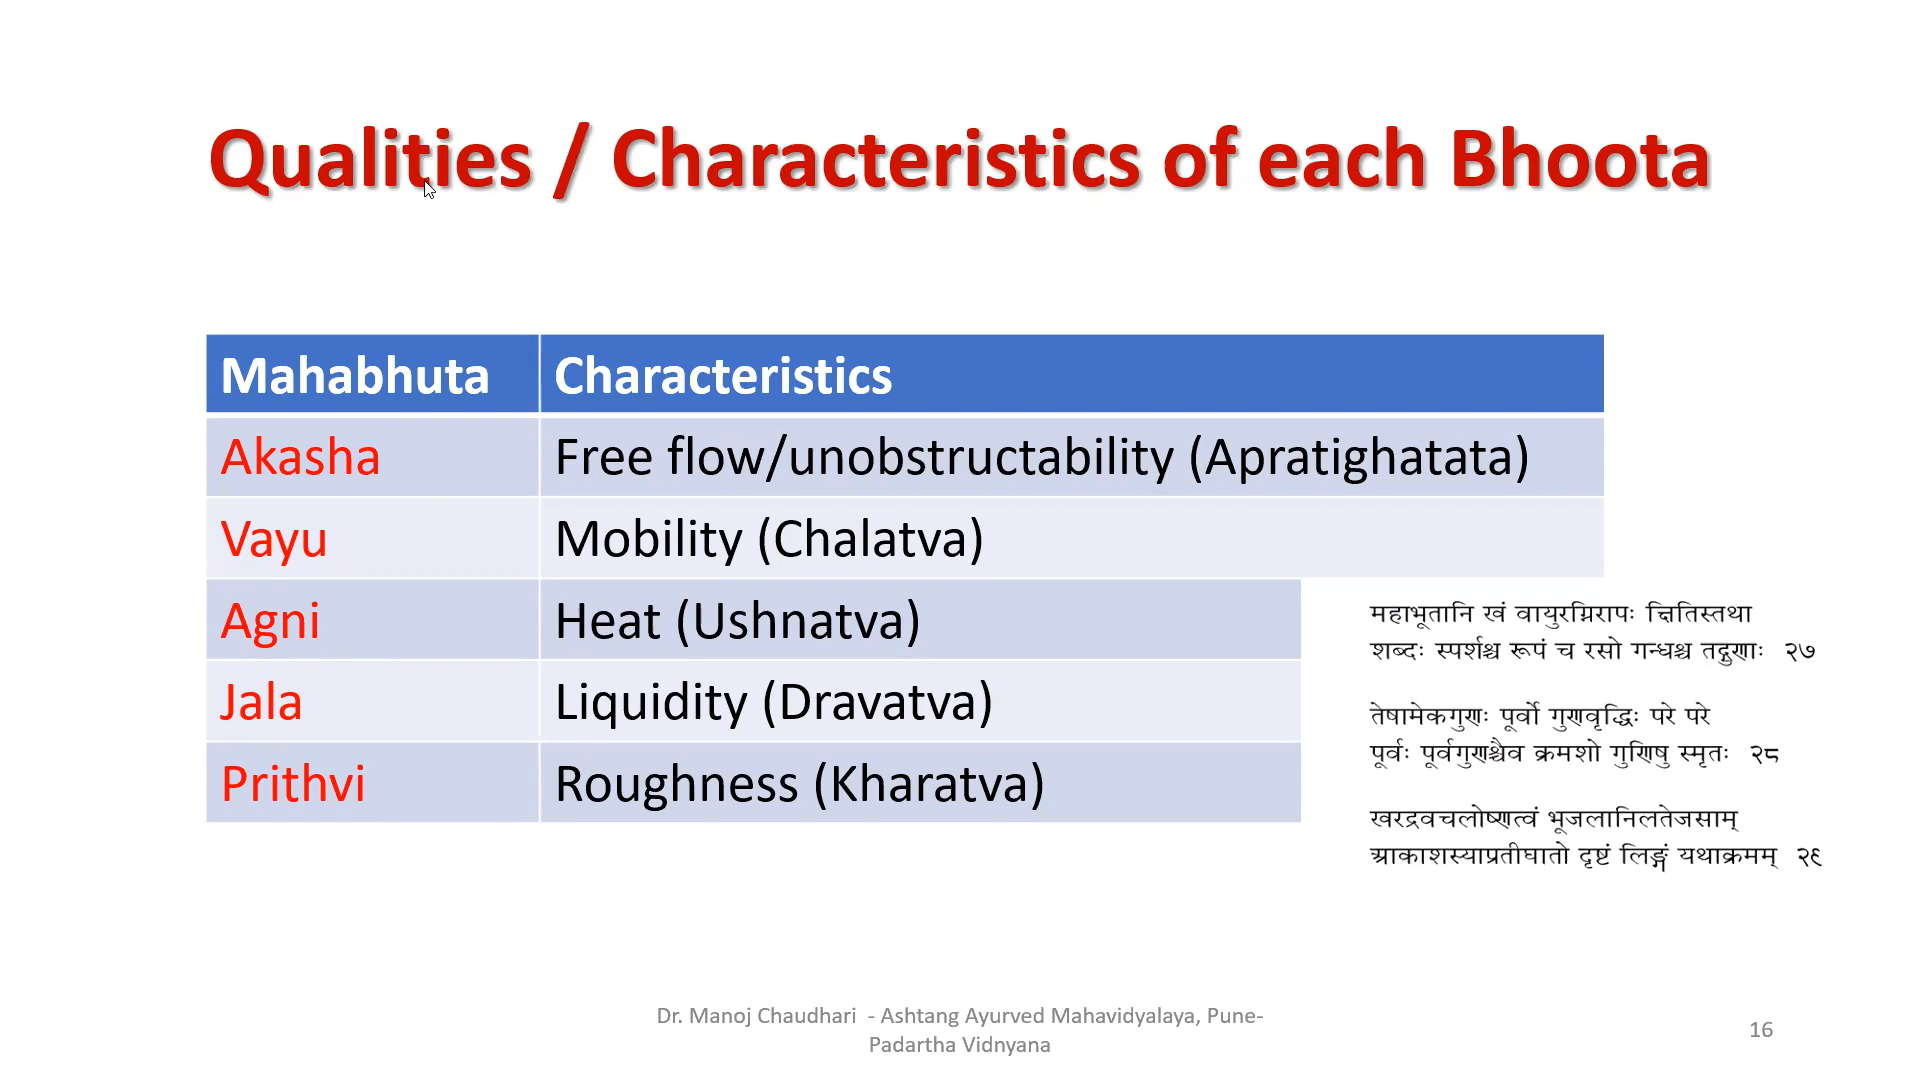 Qualities / Characteristics of each Bhoota
Mahabhuta Characteristics
Akasha Free flow/unobstructability (Apratighatata)
Vayu Mobility (Chalatva)
Agni Heat (Ushnatva)
Jala Liquidity (Dravatva)
Prithvi Roughness (Kharatva)
महाभूतानि खं वायुरग्निरापः क्षितिस्तथा
शब्दः स्पर्शश्च रूपं च रसो गन्धश्च तद्गुणाः २७
तेषामेकगुणः पूर्वो गुणवृद्धिः परे परे
पूर्वः पूर्वगुणश्चैव क्रमशो गुणिषु स्मृतः २८
खरद्रवचलोष्णत्वं भूजलानिलतेजसाम्
आकाशस्याप्रतीघातो दृष्टं लिङ्गं यथाक्रमम् २९
Dr. Manoj Chaudhari - Ashtang Ayurved Mahavidyalaya, Pune-
Padartha Vidnyana
16